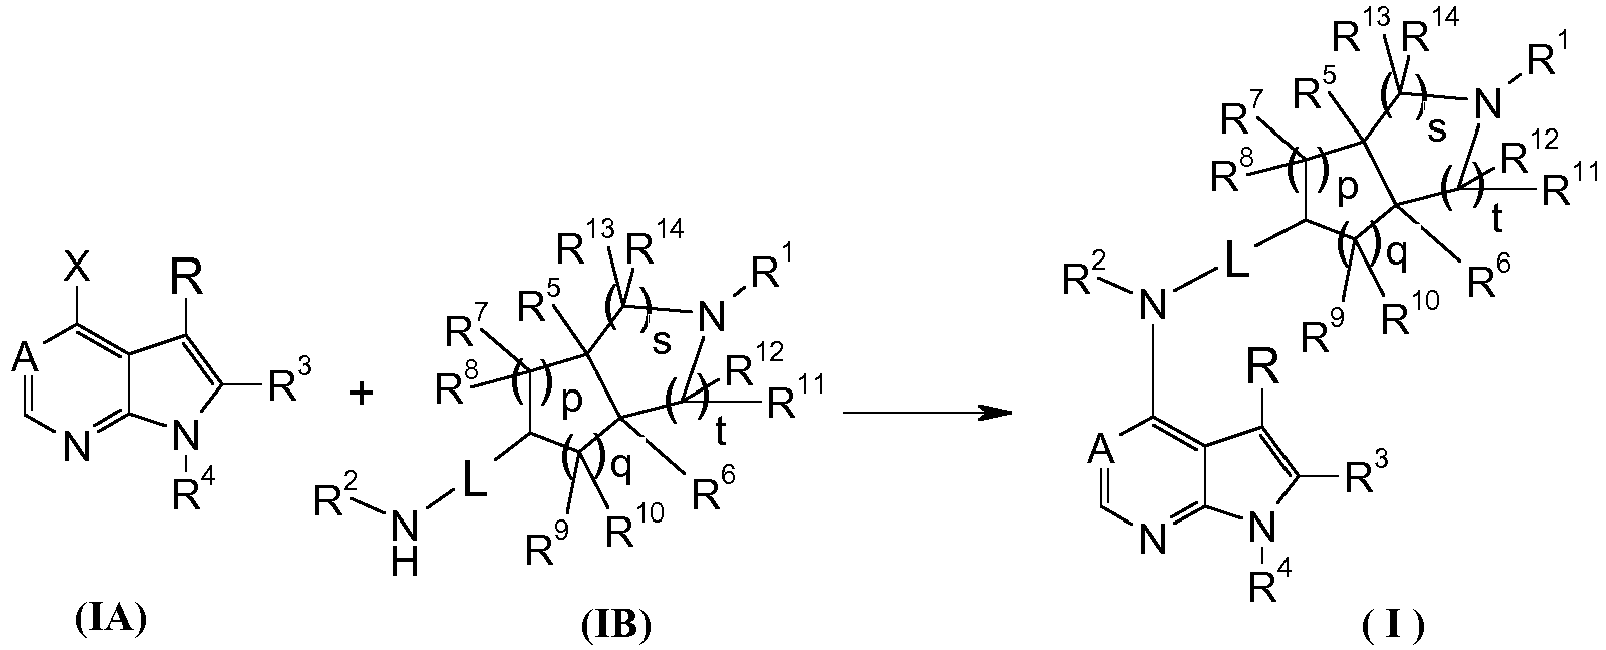 X R
A R³
N N
R⁴
(IA)
+
R¹³ R¹⁴
R⁵ N R¹
R⁷ s
R⁸ ( ) p ( ) t R¹² R¹¹
( ) q
R² L R⁶
N R⁹ R¹⁰
H
(IB)
R¹³ R¹⁴
R⁵ ( ) s N R¹
R⁷
R⁸ ( ) p ( ) t R¹² R¹¹
( ) q
R² N L R⁶
R⁹ R¹⁰
R
A R³
N N
R⁴
( I )